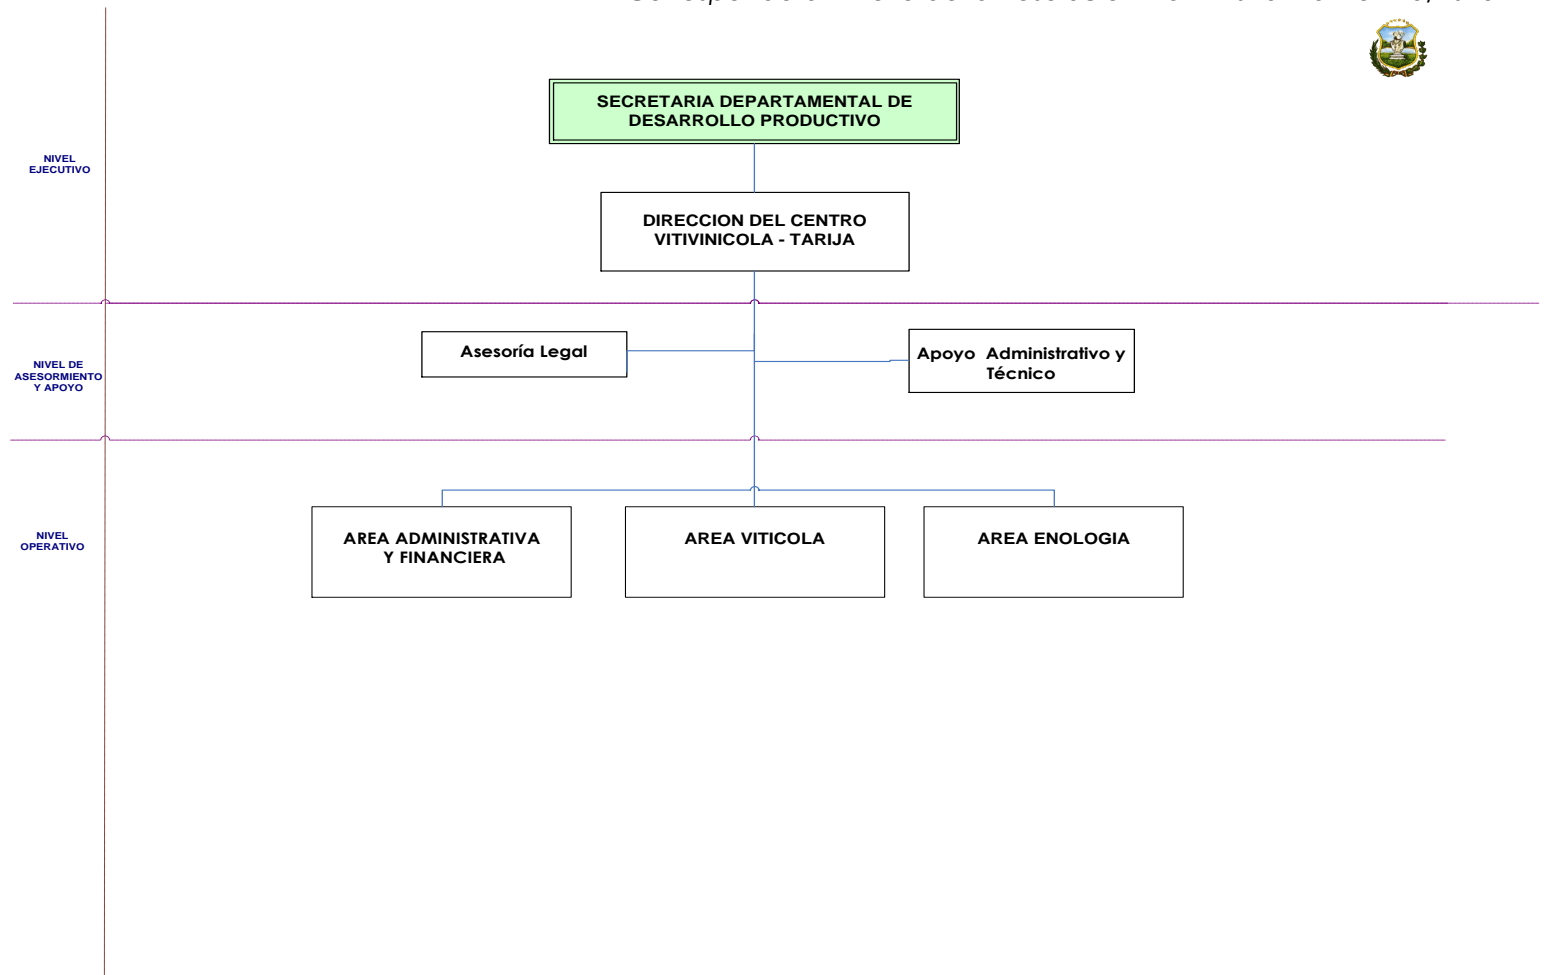 SECRETARIA DEPARTAMENTAL DE
DESARROLLO PRODUCTIVO
NIVEL
EJECUTIVO
DIRECCION DEL CENTRO
VITIVINICOLA - TARIJA
Asesoría Legal
Apoyo Administrativo y
Técnico
NIVEL DE
ASESORMIENTO
Y APOYO
AREA ADMINISTRATIVA
Y FINANCIERA
AREA VITICOLA
AREA ENOLOGIA
NIVEL
OPERATIVO